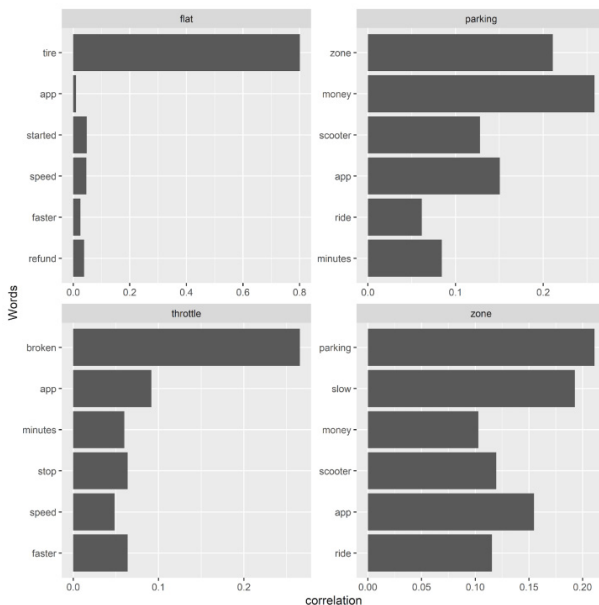 flat
tire
app
started
speed
faster
refund
0.0 0.2 0.4 0.6 0.8
parking
zone
money
scooter
app
ride
minutes
0.0 0.1 0.2
throttle
broken
app
minutes
stop
speed
faster
0.0 0.2
zone
parking
slow
money
scooter
app
ride
0.00 0.05 0.10 0.15 0.20
Words
correlation